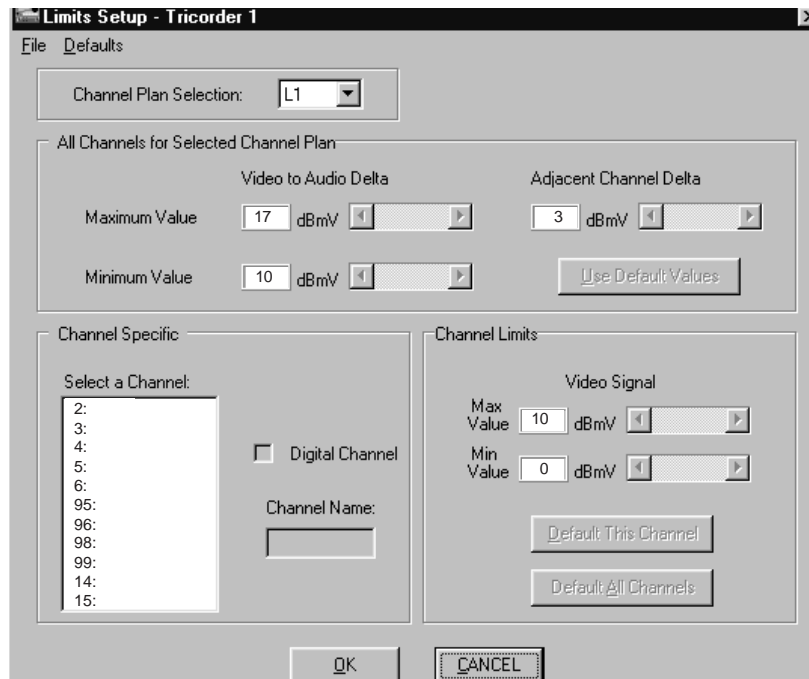 Limits Setup - Tricorder 1
File Defaults
Channel Plan Selection: L1
All Channels for Selected Channel Plan
Video to Audio Delta Adjacent Channel Delta
Maximum Value 17 dBmV 3 dBmV
Minimum Value 10 dBmV Use Default Values
Channel Specific
Select a Channel:
2:
3:
4:
5:
6:
95:
96:
98:
99:
14:
15:
Digital Channel
Channel Name:
Channel Limits
Video Signal
Max Value 10 dBmV
Min Value 0 dBmV
Default This Channel
Default All Channels
OK CANCEL